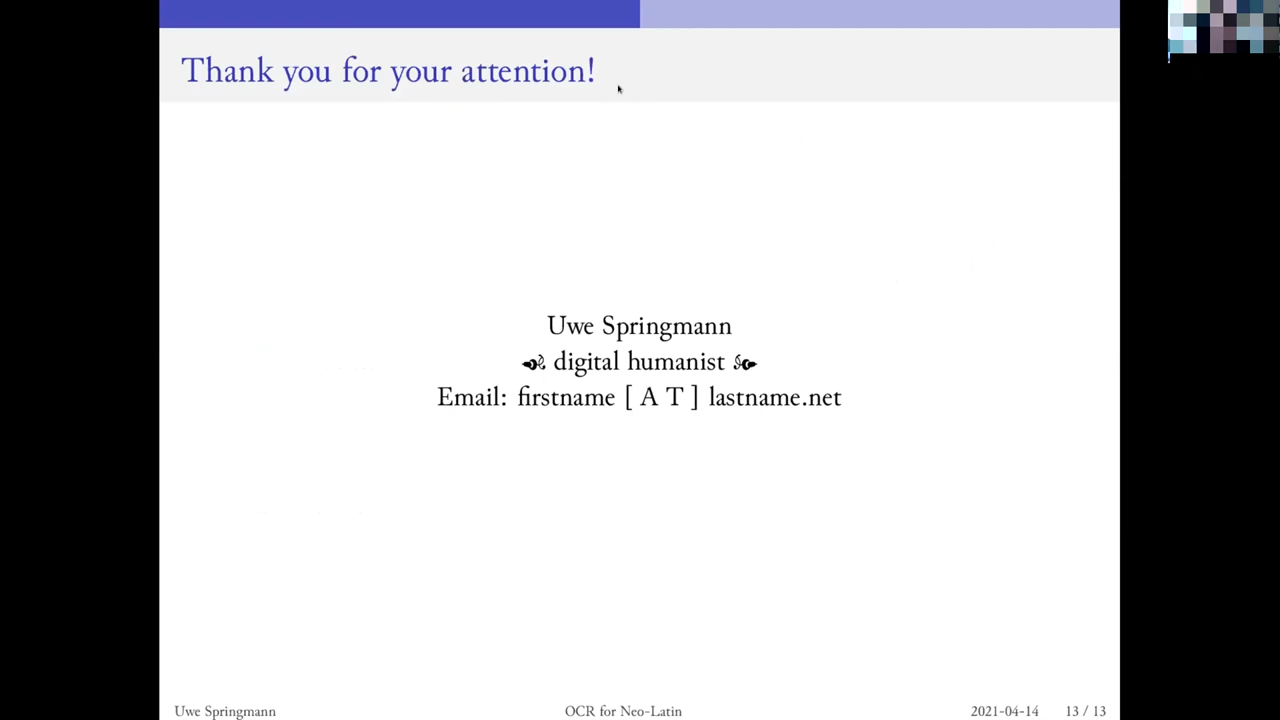 Thank you for your attention!
Uwe Springmann
digital humanist
Email: firstname [ A T ] lastname.net
Uwe Springmann OCR for Neo-Latin 2021-04-14 13 / 13